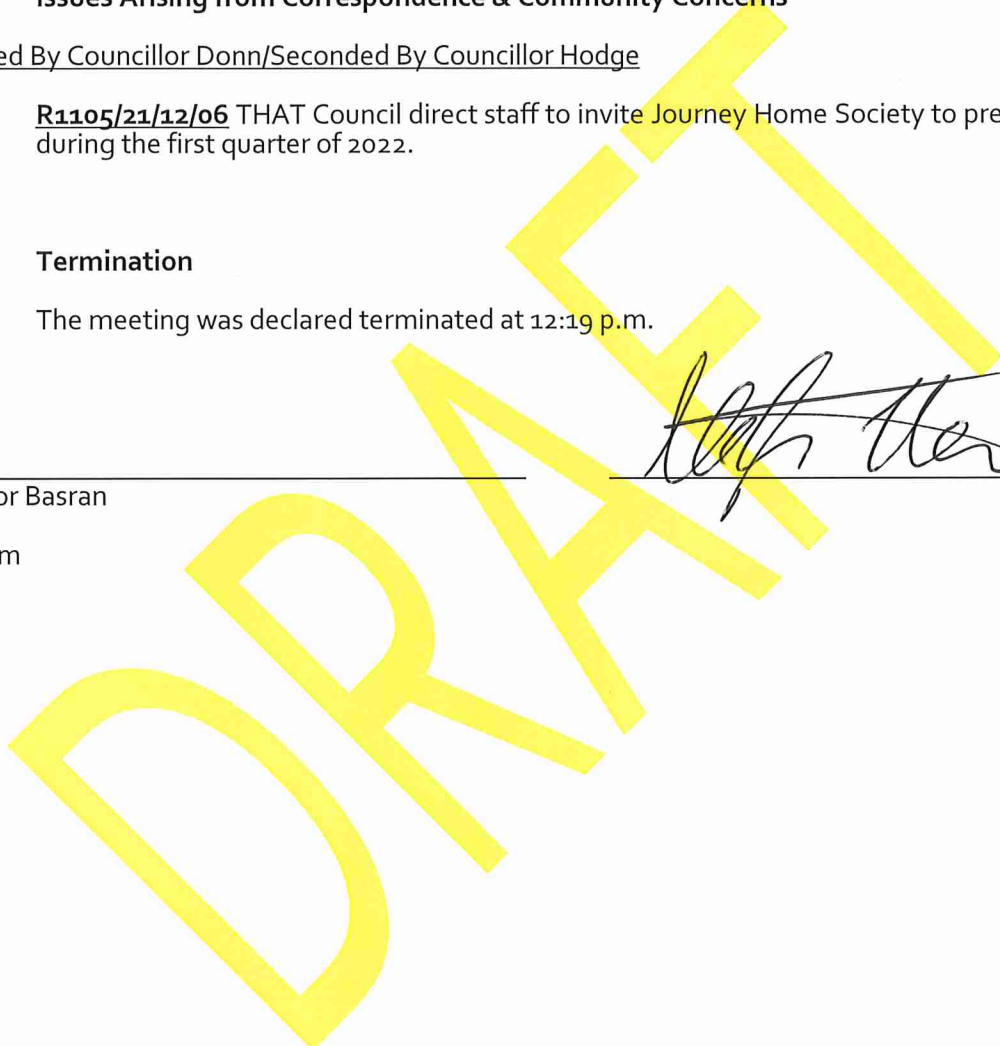 Issues Arising from Correspondence & Community Concerns
ed By Councillor Donn/Seconded By Councillor Hodge
R1105/21/12/06 THAT Council direct staff to invite Journey Home Society to pre
during the first quarter of 2022.
Termination
The meeting was declared terminated at 12:19 p.m.
or Basran
m
DRAFT